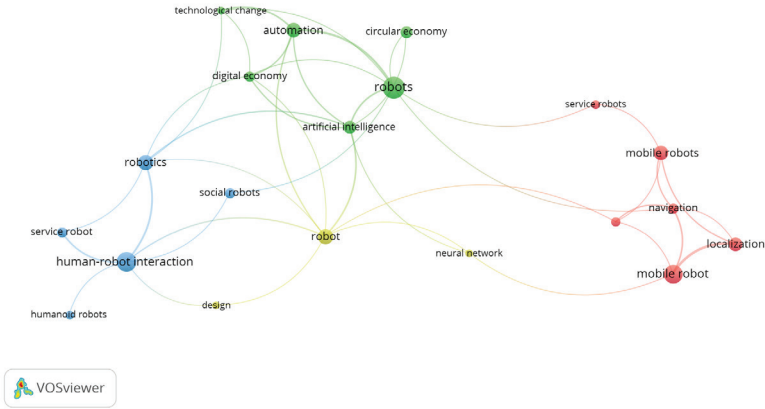 technological change
automation
circular economy
digital economy
robots
service robots
artificial intelligence
mobile robots
robotics
social robots
navigation
service robot
robot
localization
neural network
human-robot interaction
mobile robot
design
humanoid robots
VOSviewer